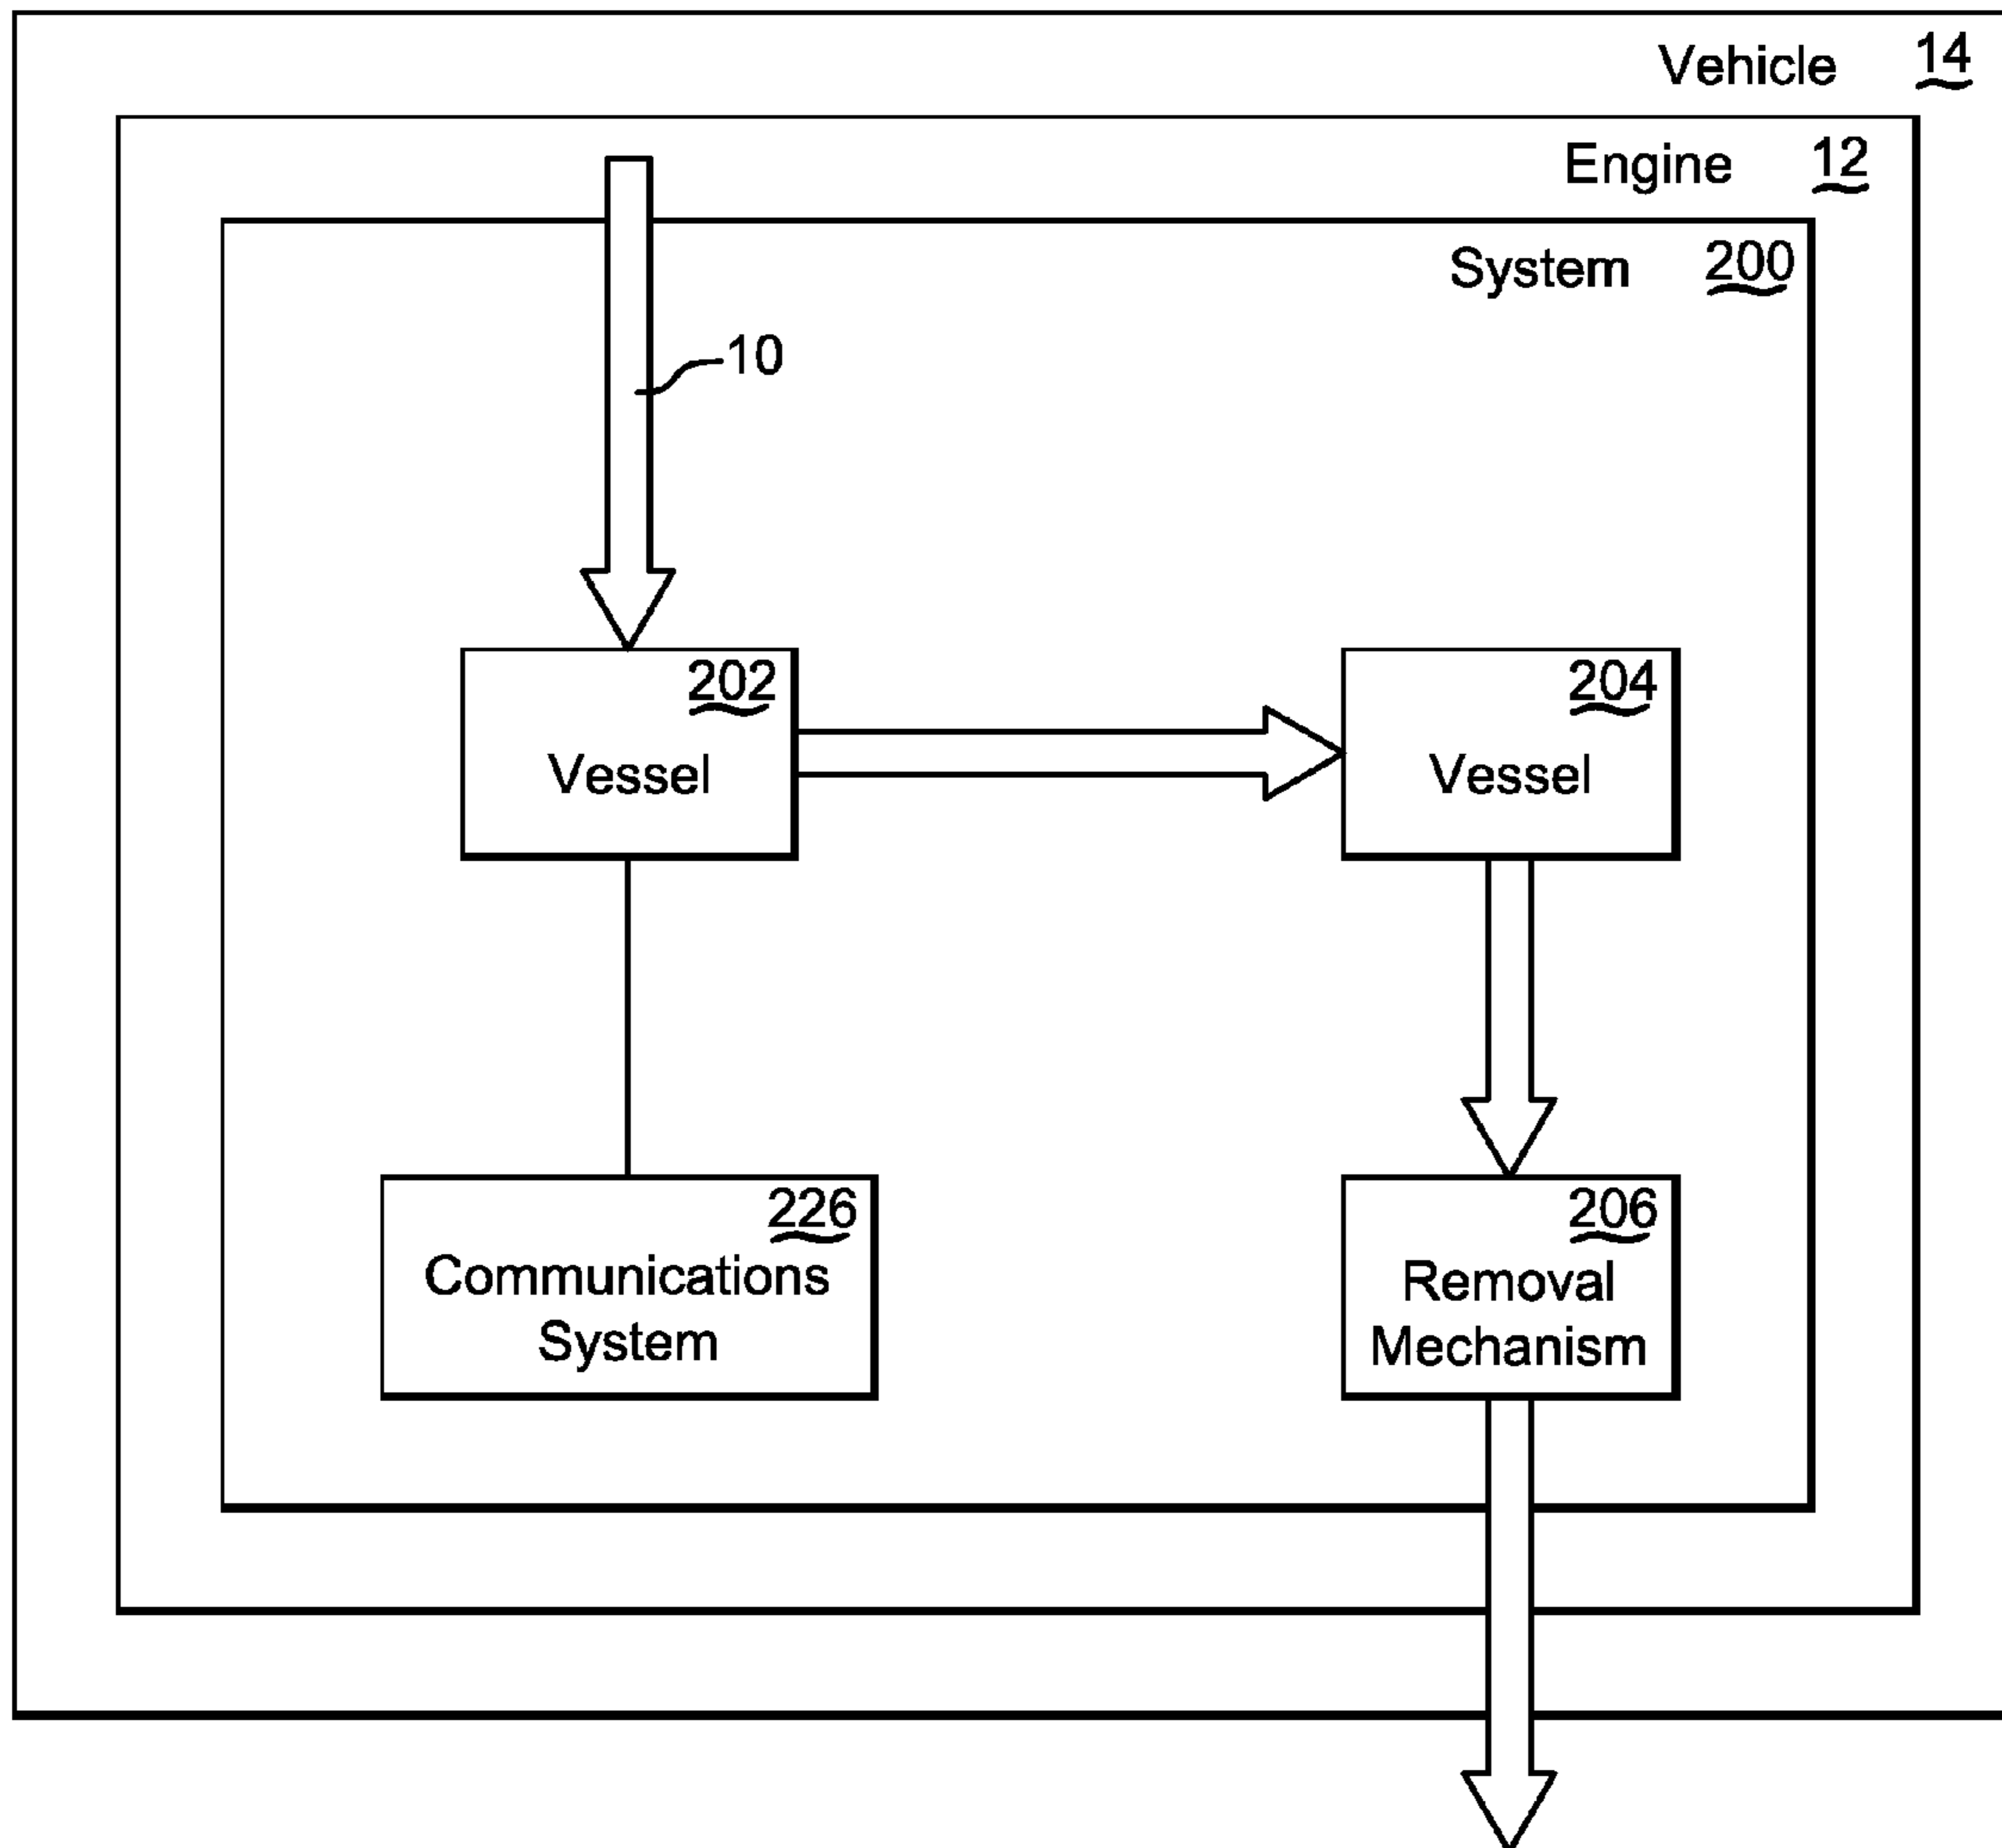 Vehicle 14
Engine 12
System 200
10
202
Vessel
204
Vessel
226
Communications
System
206
Removal
Mechanism